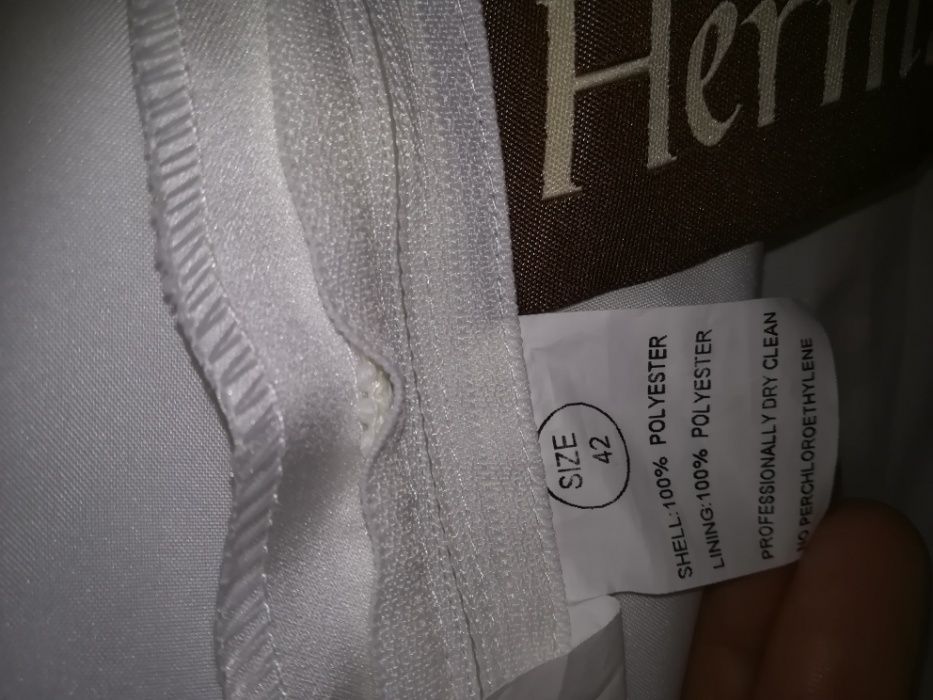 SIZE
42
SHELL:100% POLYESTER
LINING:100% POLYESTER
PROFESSIONALLY DRY CLEAN
NO PERCHLOROETHYLENE